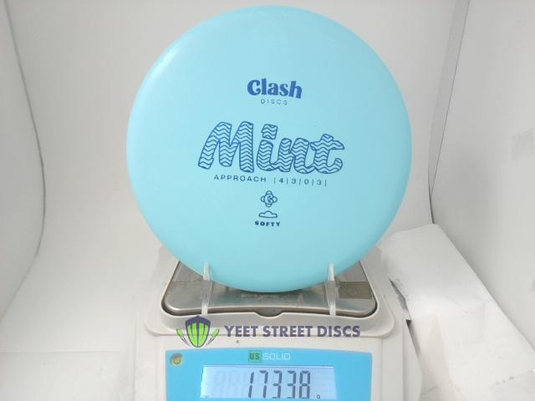 Clash
DISCS
Mint
APPROACH |4|3|0|3|
SOFTY
YEET STREET DISCS
US SOLID
173.38 g